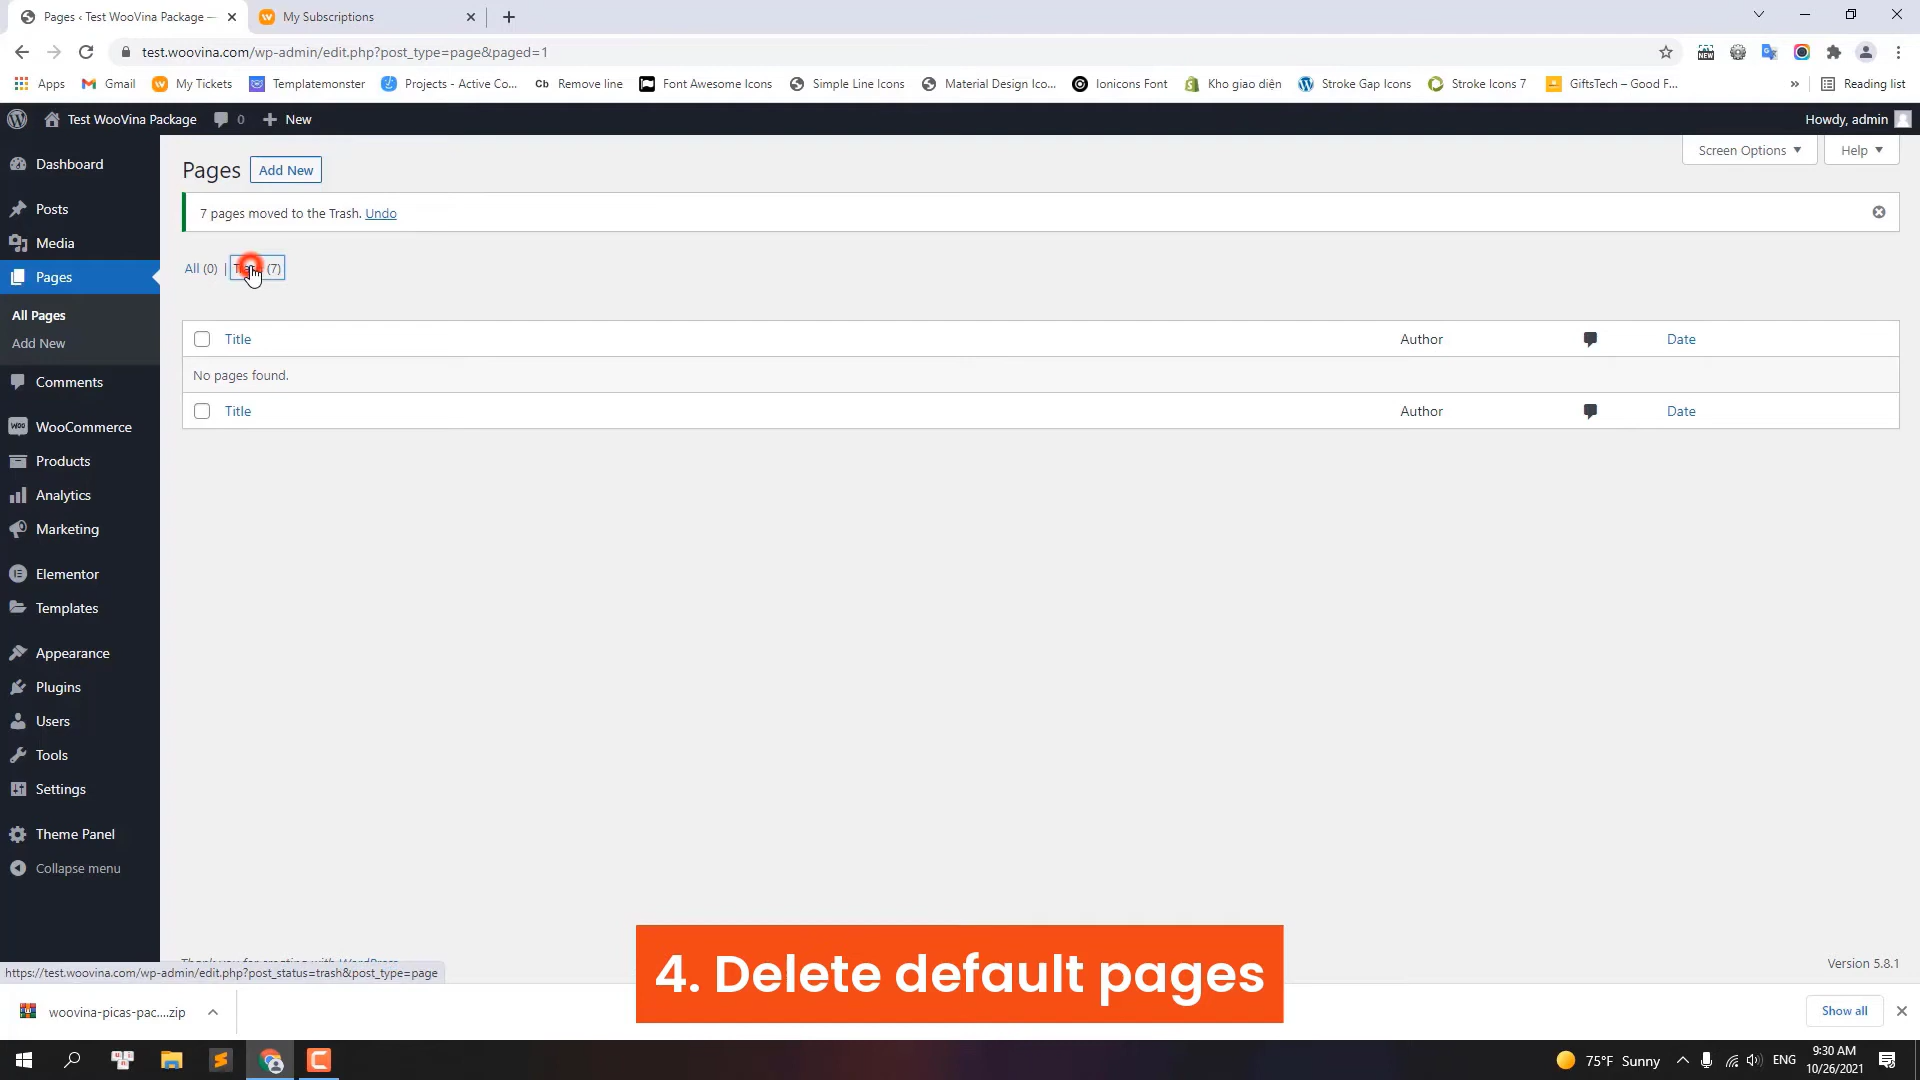 Pages ‹ Test WooVina Package —
My Subscriptions
test.woovina.com/wp-admin/edit.php?post_type=page&paged=1
Apps
Gmail
My Tickets
Templatemonster
Projects - Active Co...
Cb Remove line
Font Awesome Icons
Simple Line Icons
Material Design Ico...
Ionicons Font
Kho giao diện
Stroke Gap Icons
Stroke Icons 7
GiftsTech – Good F...
»
Reading list
Test WooVina Package
0
New
Howdy, admin
Dashboard
Posts
Media
Pages
All Pages
Add New
Comments
WooCommerce
Products
Analytics
Marketing
Elementor
Templates
Appearance
Plugins
Users
Tools
Settings
Theme Panel
Collapse menu
Screen Options
Help
Pages Add New
7 pages moved to the Trash. Undo
All (0) | (7)
Title Author Date
No pages found.
Title Author Date
Version 5.8.1
https://test.woovina.com/wp-admin/edit.php?post_status=trash&post_type=page
4. Delete default pages
woovina-picas-pac....zip
Show all
75°F Sunny
ENG
9:30 AM
10/26/2021